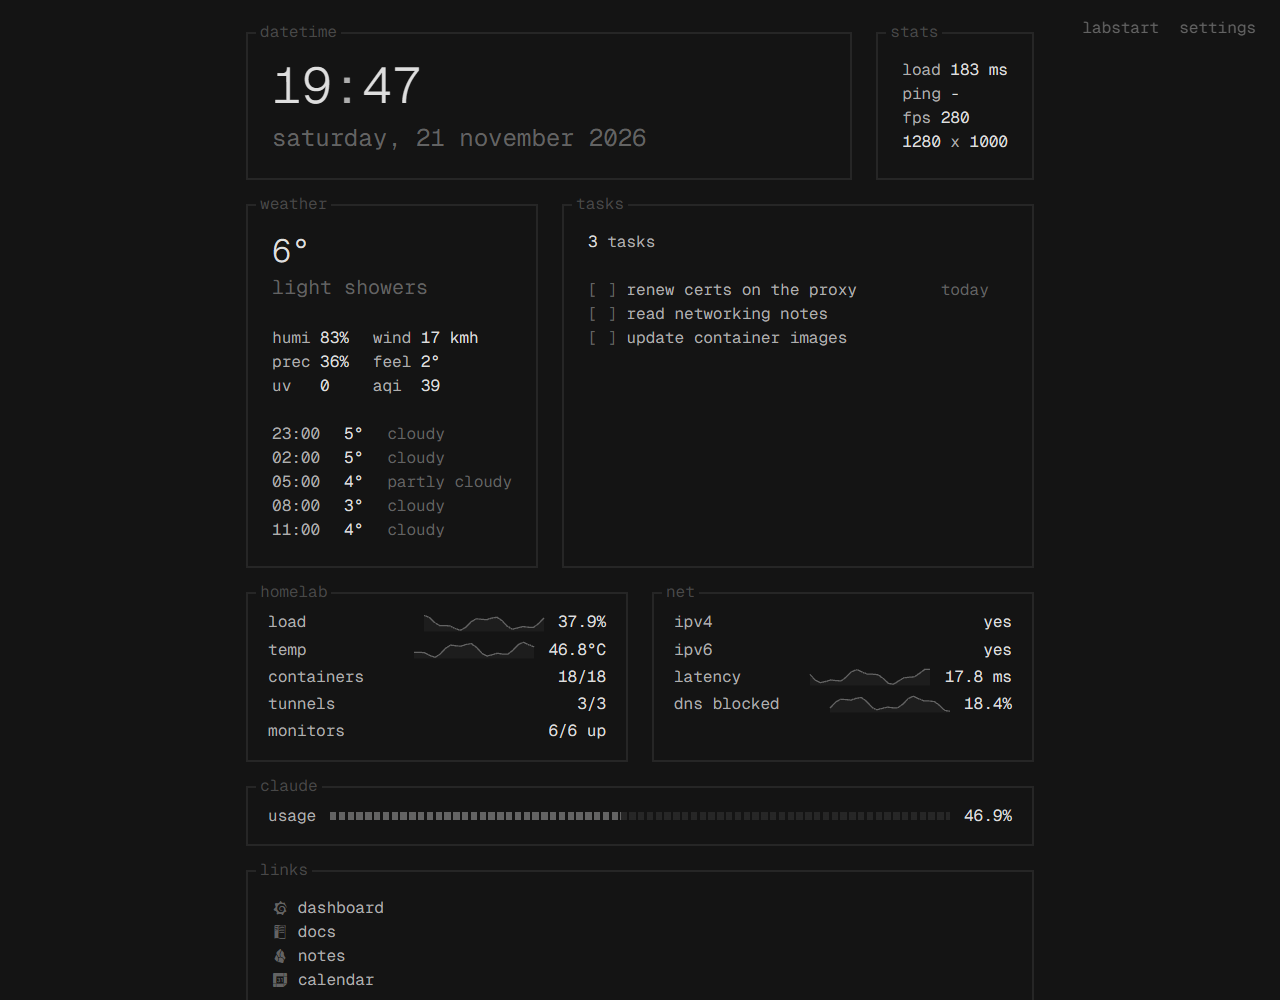 labstart settings
datetime
19:47
saturday, 21 november 2026
stats
load 183 ms
ping -
fps 280
1280 x 1000
weather
6°
light showers
humi 83% wind 17 kmh
prec 36% feel 2°
uv 0 aqi 39
23:00 5° cloudy
02:00 5° cloudy
05:00 4° partly cloudy
08:00 3° cloudy
11:00 4° cloudy
tasks
3 tasks
[ ] renew certs on the proxy today
[ ] read networking notes
[ ] update container images
homelab
load 37.9%
temp 46.8°C
containers 18/18
tunnels 3/3
monitors 6/6 up
net
ipv4 yes
ipv6 yes
latency 17.8 ms
dns blocked 18.4%
claude
usage 46.9%
links
dashboard
docs
notes
calendar